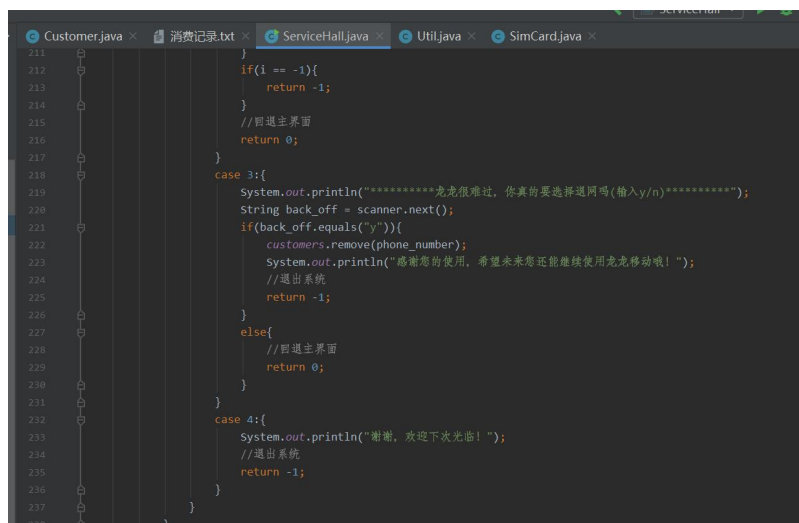 ServiceHall
Customer.java × 消费记录.txt × ServiceHall.java × Util.java × SimCard.java ×
211 }
212 if(i == -1){
213 return -1;
214 }
215 //回退主界面
216 return 0;
217 }
218 case 3:{
219 System.out.println("**********龙龙很难过, 你真的要选择退网吗(输入y/n)**********");
220 String back_off = scanner.next();
221 if(back_off.equals("y")){
222 customers.remove(phone_number);
223 System.out.println("感谢您的使用, 希望未来您还能继续使用龙龙移动哦! ");
224 //退出系统
225 return -1;
226 }
227 else{
228 //回退主界面
229 return 0;
230 }
231 }
232 case 4:{
233 System.out.println("谢谢, 欢迎下次光临! ");
234 //退出系统
235 return -1;
236 }
237 }